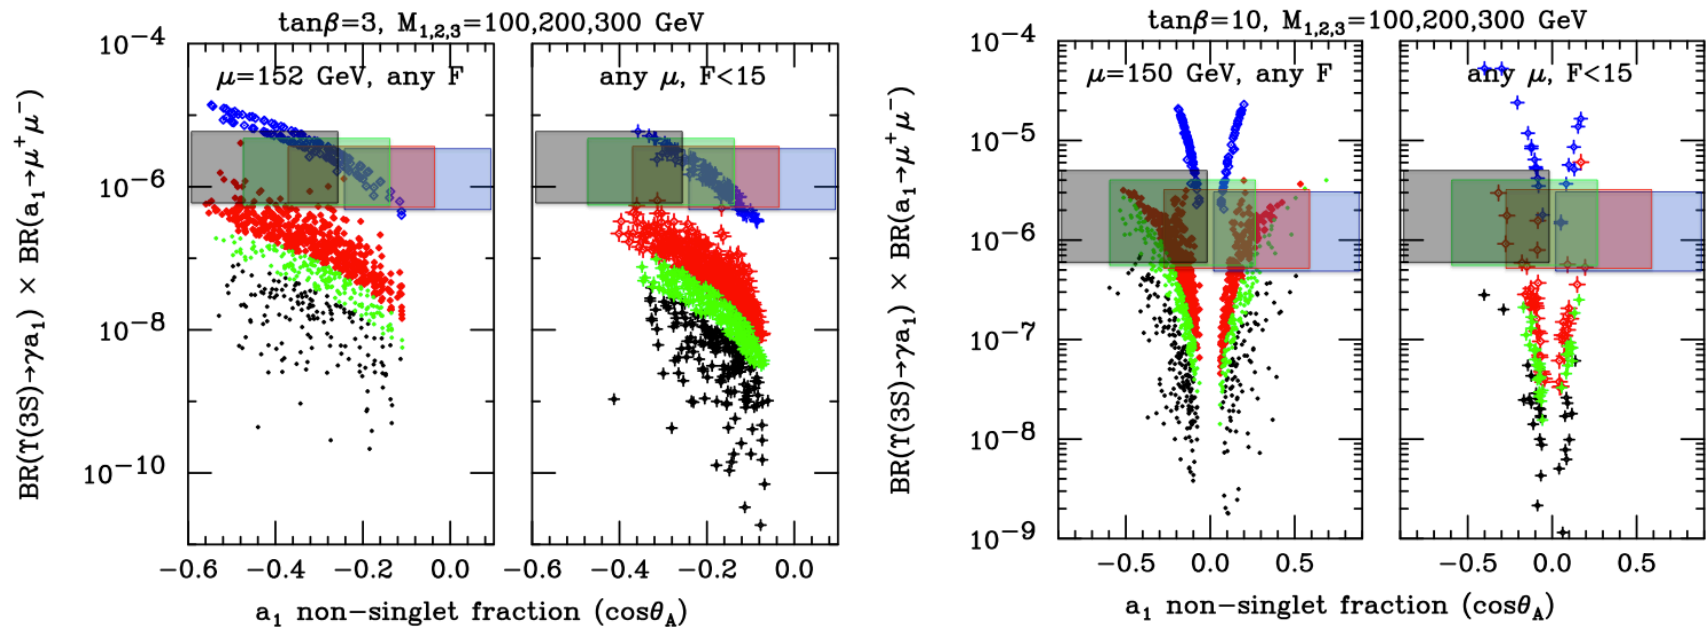 tanβ=3, M₁,₂,₃=100,200,300 GeV
μ=152 GeV, any F
any μ, F<15
10⁻⁴
10⁻⁶
10⁻⁸
10⁻¹⁰
BR(Υ(3S)→γa₁) × BR(a₁→μ⁺μ⁻)
−0.6 −0.4 −0.2 0.0
−0.6 −0.4 −0.2 0.0
a₁ non−singlet fraction (cosθ_A)
tanβ=10, M₁,₂,₃=100,200,300 GeV
μ=150 GeV, any F
any μ, F<15
10⁻⁴
10⁻⁵
10⁻⁶
10⁻⁷
10⁻⁸
10⁻⁹
BR(Υ(3S)→γa₁) × BR(a₁→μ⁺μ⁻)
−0.5 0.0 0.5
−0.5 0.0 0.5
a₁ non−singlet fraction (cosθ_A)